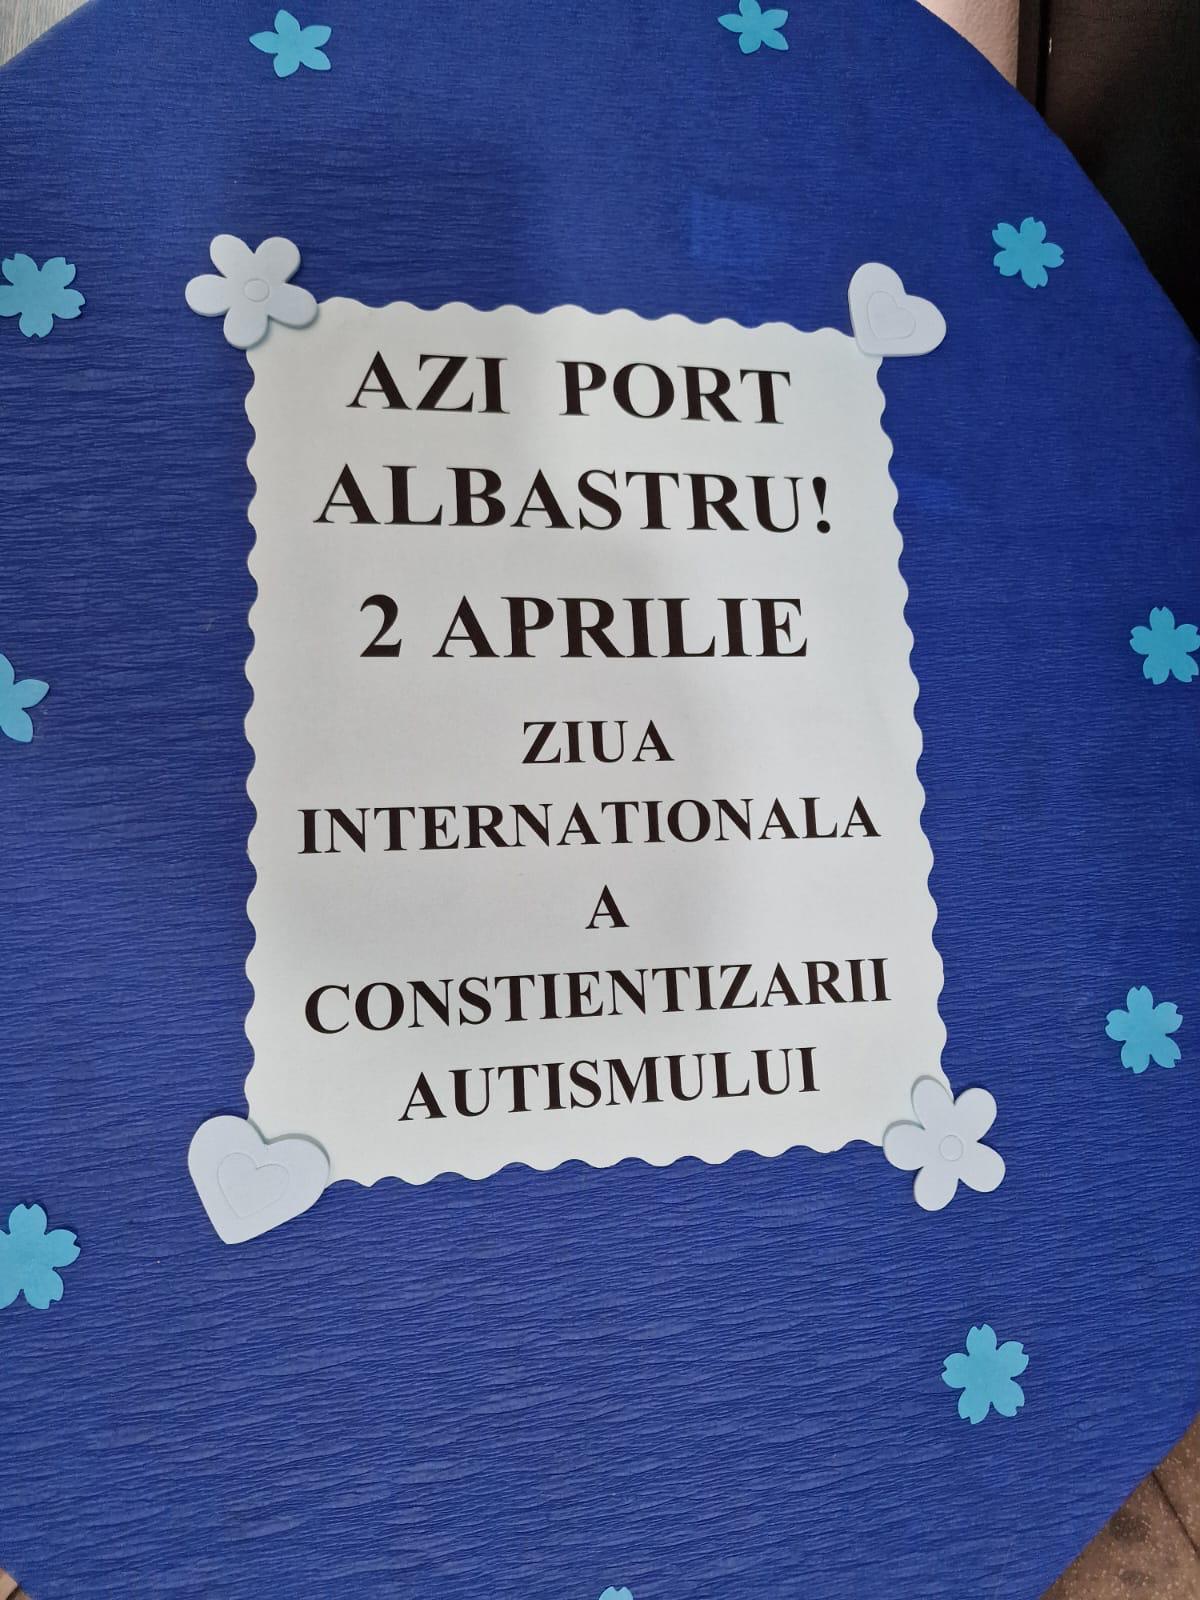 AZI PORT
ALBASTRU!
2 APRILIE
ZIUA
INTERNATIONALA
A
CONSTIENTIZARII
AUTISMULUI